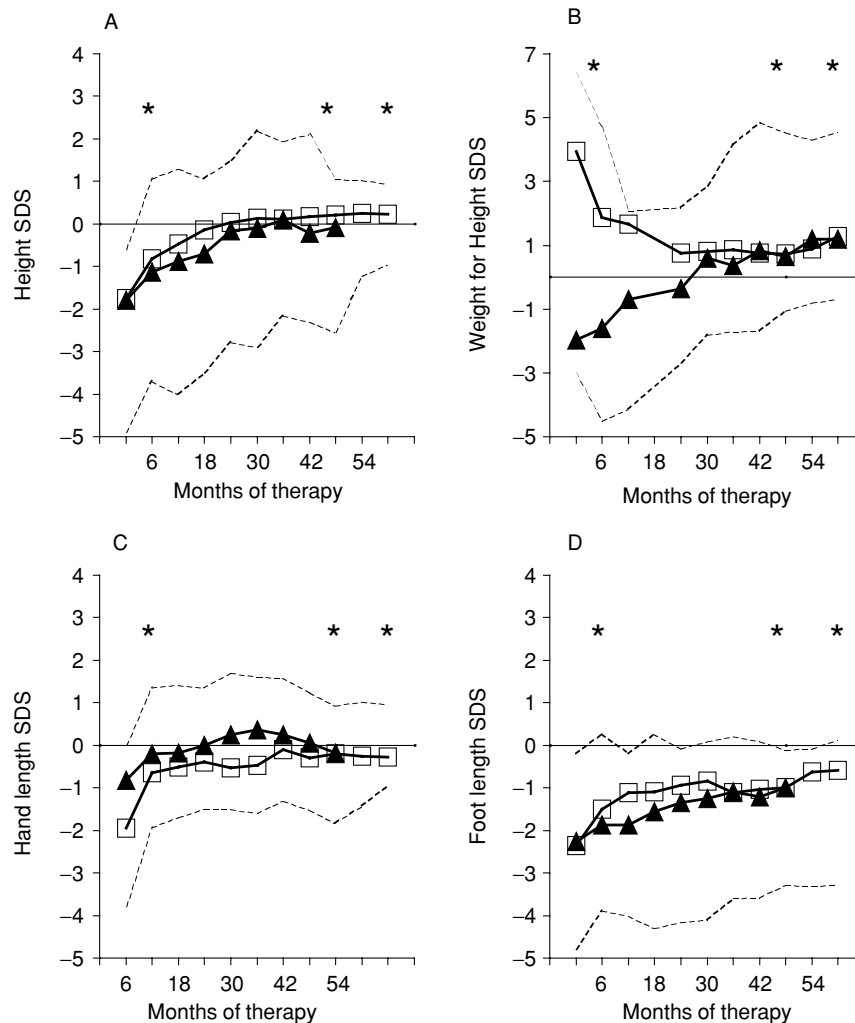 A
4
3
2
1
0
–1
–2
–3
–4
–5
Height SDS
* * *
6 18 30 42 54
Months of therapy
B
7
5
3
1
–1
–3
–5
Weight for Height SDS
* * *
6 18 30 42 54
Months of therapy
C
4
3
2
1
0
–1
–2
–3
–4
–5
Hand length SDS
* * *
6 18 30 42 54
Months of therapy
D
4
3
2
1
0
–1
–2
–3
–4
–5
Foot length SDS
* * *
6 18 30 42 54
Months of therapy